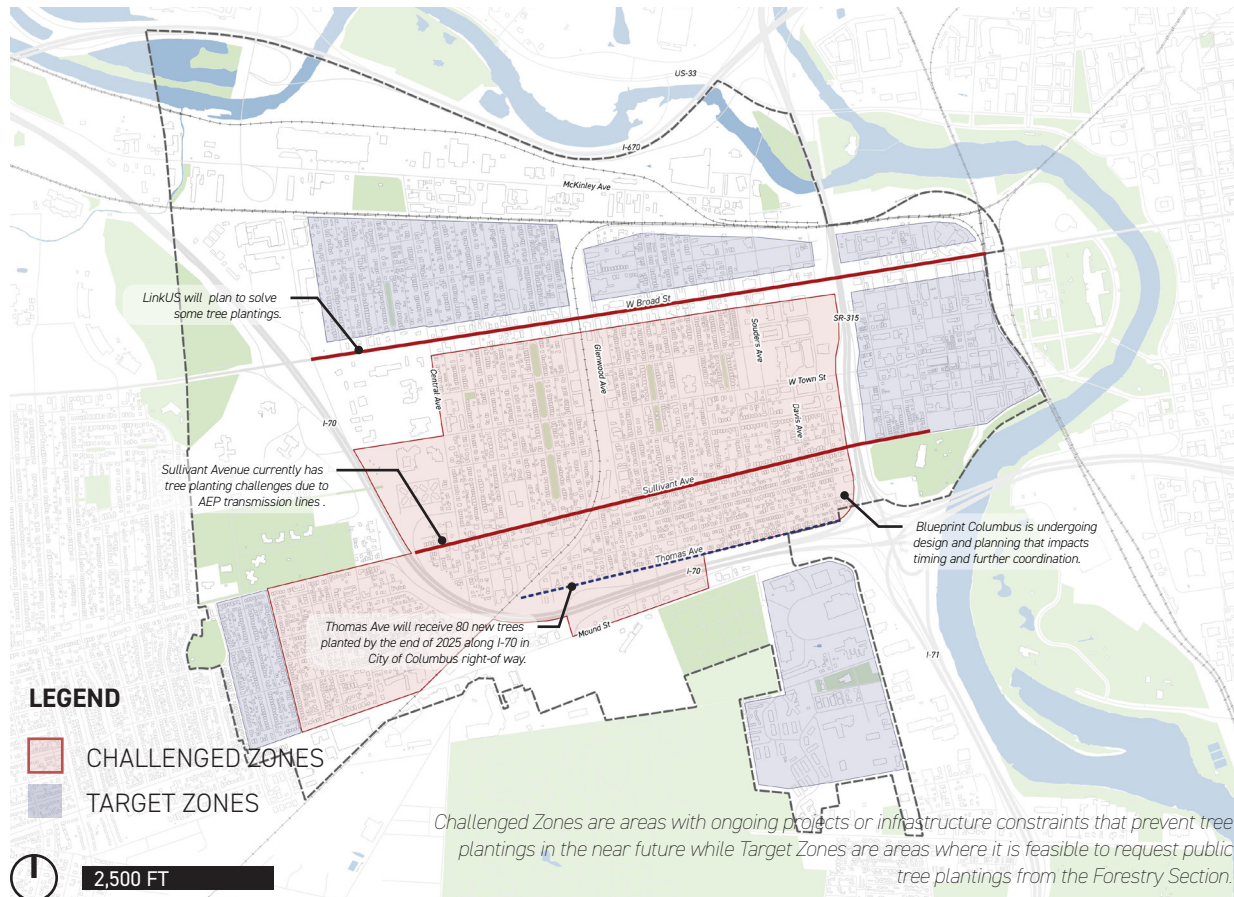 US-33
I-670
McKinley Ave
LinkUS will plan to solve
some tree plantings.
W Broad St
SR-315
Souder's Ave
Glenwood Ave
Central Ave
W Town St
Davis Ave
I-70
Sullivant Avenue currently has
tree planting challenges due to
AEP transmission lines .
Sullivant Ave
Blueprint Columbus is undergoing
design and planning that impacts
timing and further coordination.
Thomas Ave
I-70
Thomas Ave will receive 80 new trees
planted by the end of 2025 along I-70 in
City of Columbus right-of way.
Mound St
I-71
LEGEND
CHALLENGED ZONES
TARGET ZONES
Challenged Zones are areas with ongoing projects or infrastructure constraints that prevent tree
plantings in the near future while Target Zones are areas where it is feasible to request public
tree plantings from the Forestry Section.
2,500 FT